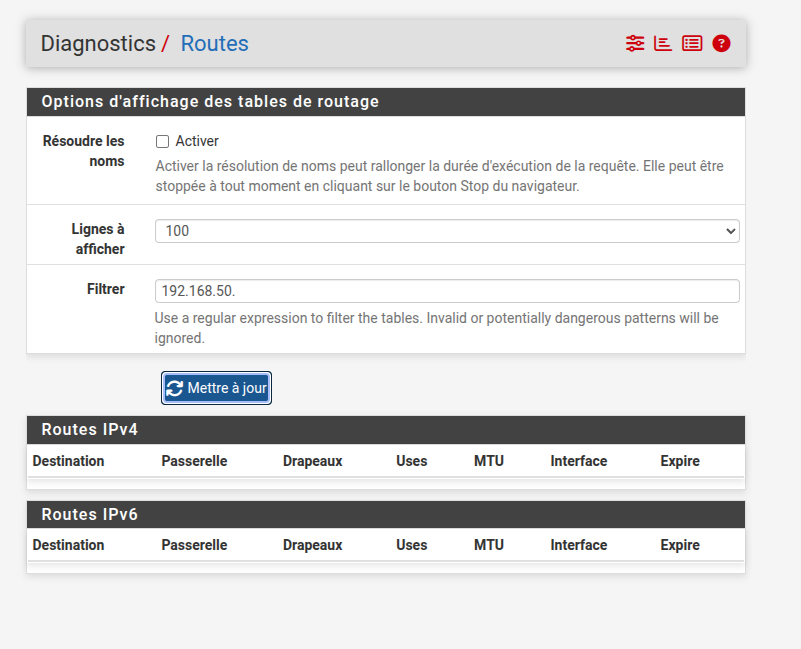 Diagnostics / Routes
Options d'affichage des tables de routage
Résoudre les noms
Activer
Activer la résolution de noms peut rallonger la durée d'exécution de la requête. Elle peut être
stoppée à tout moment en cliquant sur le bouton Stop du navigateur.
Lignes à afficher
100
Filtrer
192.168.50.
Use a regular expression to filter the tables. Invalid or potentially dangerous patterns will be
ignored.
Mettre à jour
Routes IPv4
Destination Passerelle Drapeaux Uses MTU Interface Expire
Routes IPv6
Destination Passerelle Drapeaux Uses MTU Interface Expire